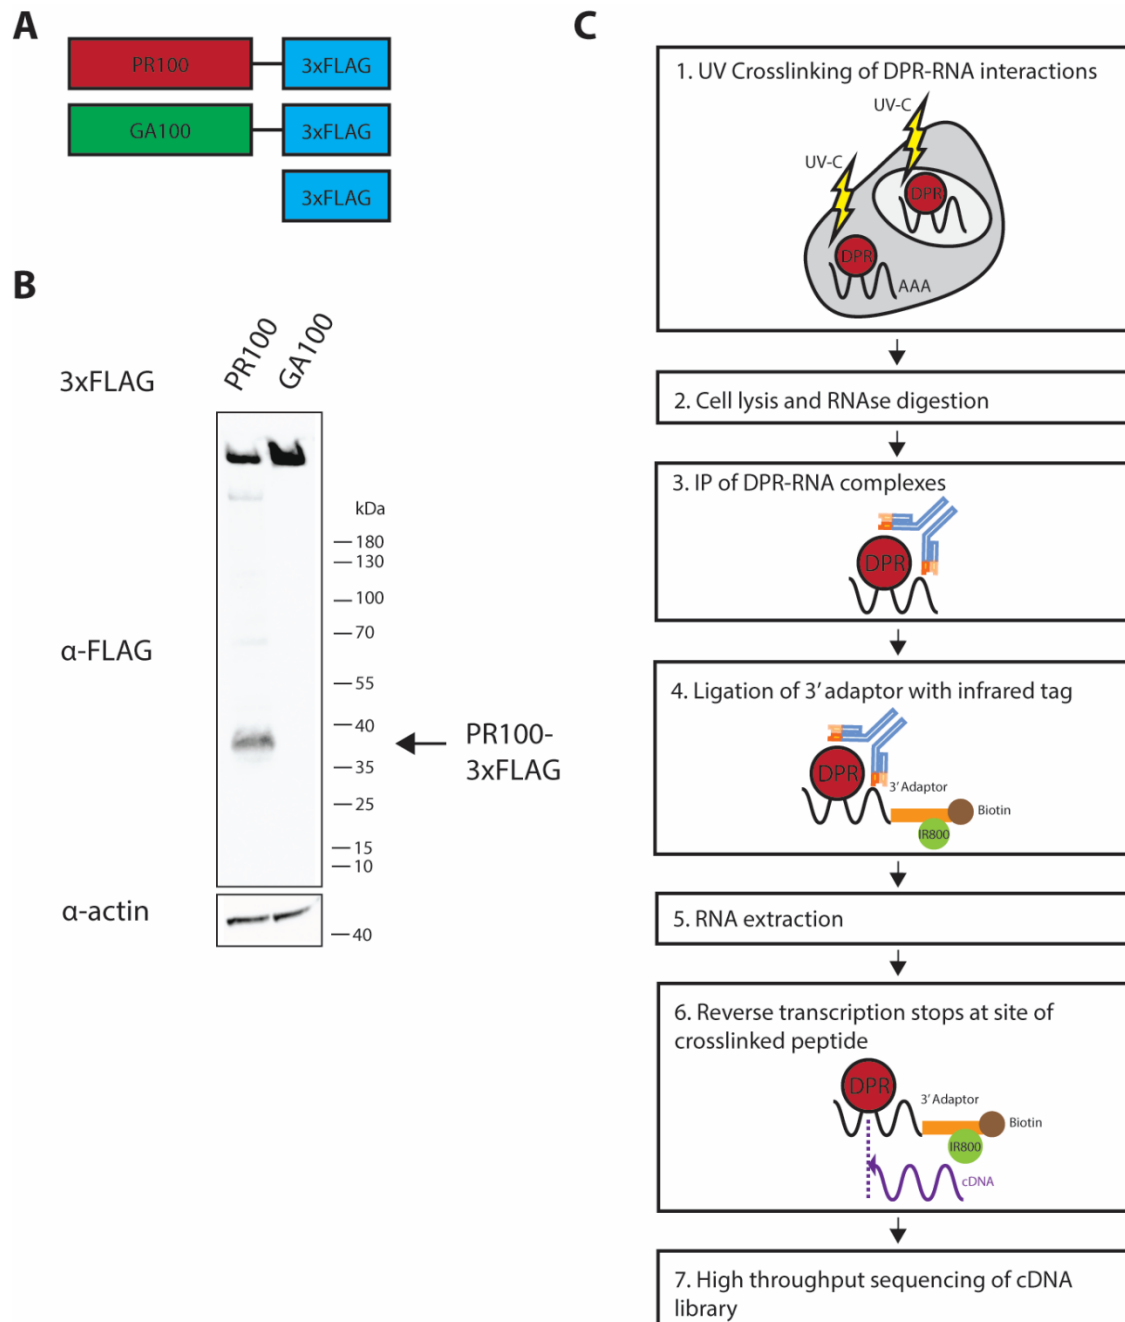 A
PR100
3xFLAG
GA100
3xFLAG
3xFLAG
B
3xFLAG
PR100
GA100
kDa
180
130
100
70
55
40
35
25
15
10
α-FLAG
PR100-
3xFLAG
α-actin
40
C
1. UV Crosslinking of DPR-RNA interactions
UV-C
UV-C
DPR
DPR
AAA
2. Cell lysis and RNAse digestion
3. IP of DPR-RNA complexes
DPR
4. Ligation of 3' adaptor with infrared tag
DPR
3' Adaptor
Biotin
IR800
5. RNA extraction
6. Reverse transcription stops at site of
crosslinked peptide
DPR
3' Adaptor
Biotin
IR800
cDNA
7. High throughput sequencing of cDNA
library